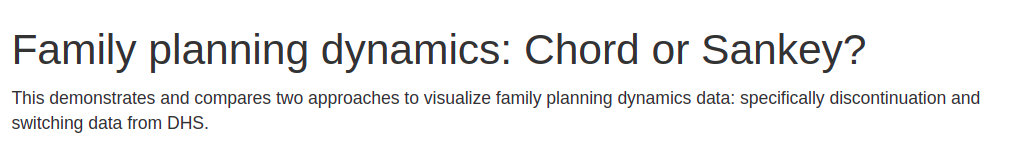 Family planning dynamics: Chord or Sankey?
This demonstrates and compares two approaches to visualize family planning dynamics data: specifically discontinuation and
switching data from DHS.